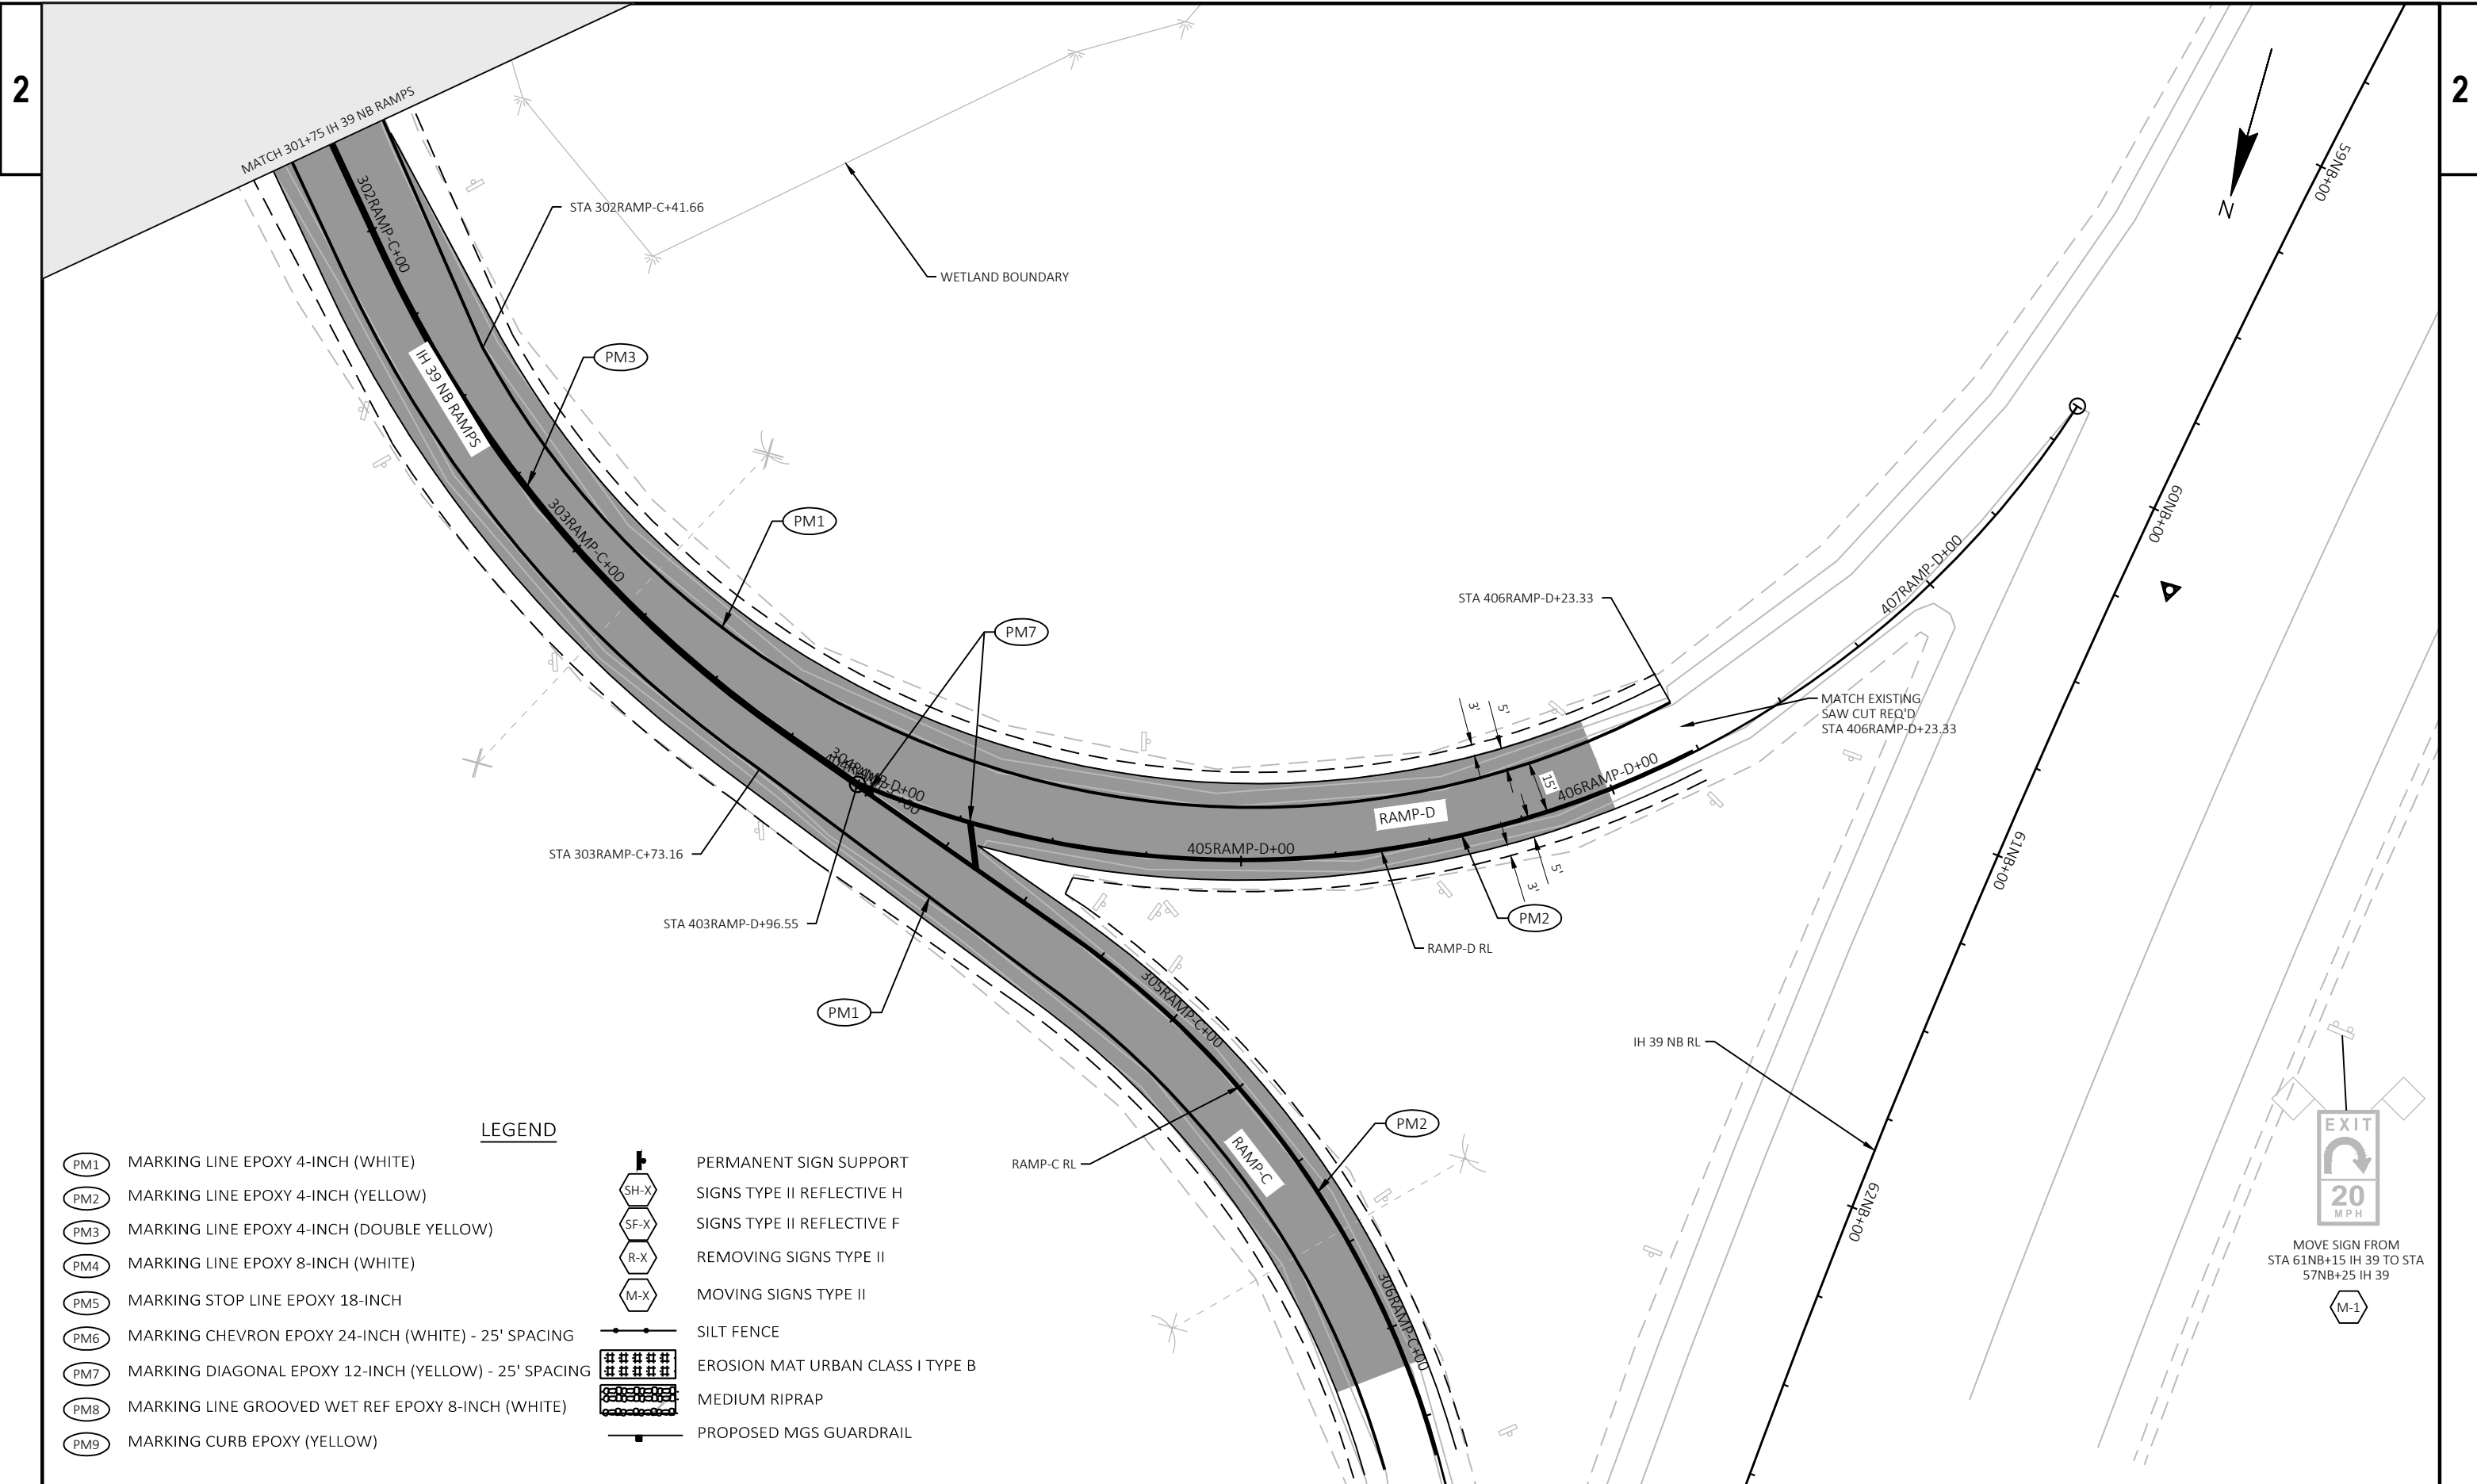 2
2
MATCH 301+75 IH 39 NB RAMPS
302RAMP-C+00
STA 302RAMP-C+41.66
WETLAND BOUNDARY
59NB+00
N
IH 39 NB RAMPS
PM3
303RAMP-C+00
PM1
60NB+00
PM7
STA 406RAMP-D+23.33
407RAMP-D+00
MATCH EXISTING
SAW CUT REQ'D
STA 406RAMP-D+23.33
3'
5'
15'
406RAMP-D+00
RAMP-D
405RAMP-D+00
5'
3'
PM2
RAMP-D RL
STA 303RAMP-C+73.16
STA 403RAMP-D+96.55
61NB+00
305RAMP-C+00
PM1
IH 39 NB RL
RAMP-C RL
RAMP-C
PM2
306RAMP-C+00
62NB+00
EXIT
20
MPH
MOVE SIGN FROM
STA 61NB+15 IH 39 TO STA
57NB+25 IH 39
M-1
LEGEND
PM1 MARKING LINE EPOXY 4-INCH (WHITE)
PM2 MARKING LINE EPOXY 4-INCH (YELLOW)
PM3 MARKING LINE EPOXY 4-INCH (DOUBLE YELLOW)
PM4 MARKING LINE EPOXY 8-INCH (WHITE)
PM5 MARKING STOP LINE EPOXY 18-INCH
PM6 MARKING CHEVRON EPOXY 24-INCH (WHITE) - 25' SPACING
PM7 MARKING DIAGONAL EPOXY 12-INCH (YELLOW) - 25' SPACING
PM8 MARKING LINE GROOVED WET REF EPOXY 8-INCH (WHITE)
PM9 MARKING CURB EPOXY (YELLOW)
PERMANENT SIGN SUPPORT
SH-X SIGNS TYPE II REFLECTIVE H
SF-X SIGNS TYPE II REFLECTIVE F
R-X REMOVING SIGNS TYPE II
M-X MOVING SIGNS TYPE II
SILT FENCE
EROSION MAT URBAN CLASS I TYPE B
MEDIUM RIPRAP
PROPOSED MGS GUARDRAIL